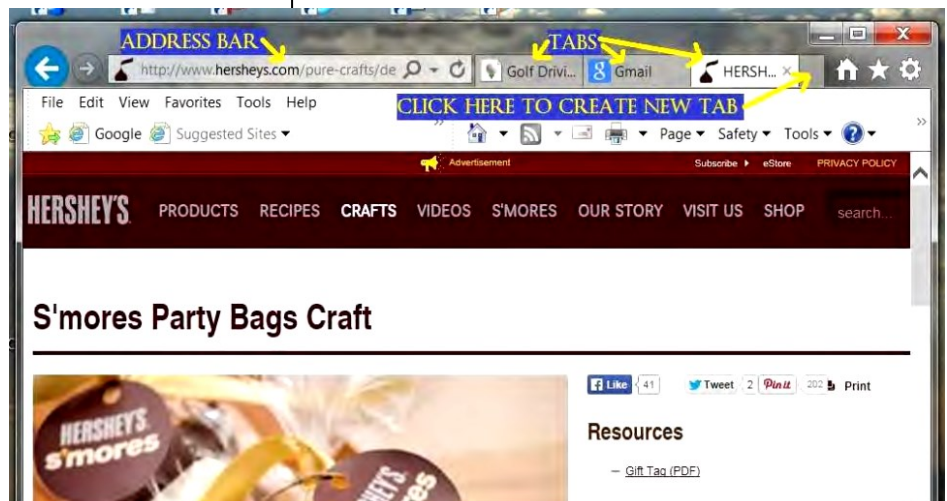 ADDRESS BAR
TABS
http://www.hersheys.com/pure-crafts/de
Golf Drivi...
Gmail
HERSH...
File Edit View Favorites Tools Help
CLICK HERE TO CREATE NEW TAB
Google Suggested Sites
Page Safety Tools
Advertisement
Subscribe eStore PRIVACY POLICY
HERSHEY'S PRODUCTS RECIPES CRAFTS VIDEOS S'MORES OUR STORY VISIT US SHOP search...
S'mores Party Bags Craft
Like 41 Tweet 2 Pin it 202 Print
HERSHEY'S
s'mores
HERSHEY'S
Resources
– Gift Tag (PDF)